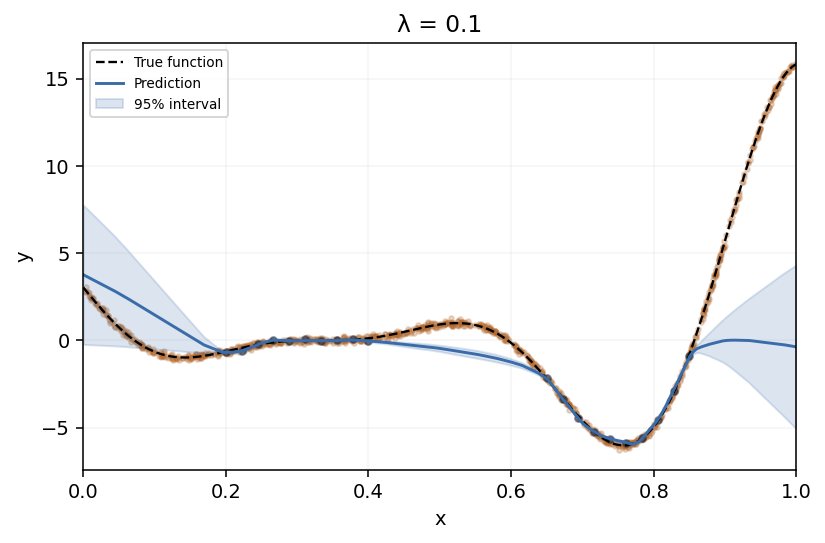 λ = 0.1
True function
Prediction
95% interval
y
15
10
5
0
−5
0.0 0.2 0.4 0.6 0.8 1.0
x